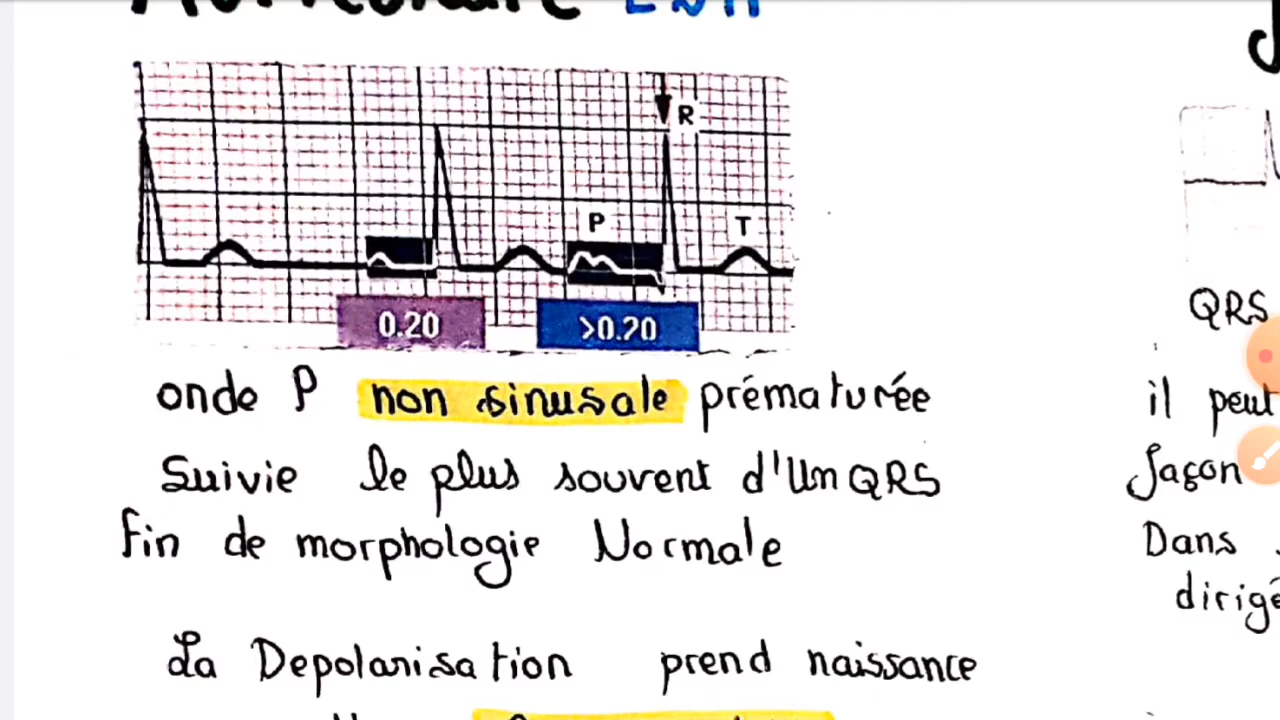 R
P
T
0.20
>0.20
onde P non sinusale prématurée
Suivie le plus souvent d'Un QRS
Fin de morphologie Normale
La Depolarisation prend naissance
QRS
il peut
façon
Dans
dirigé